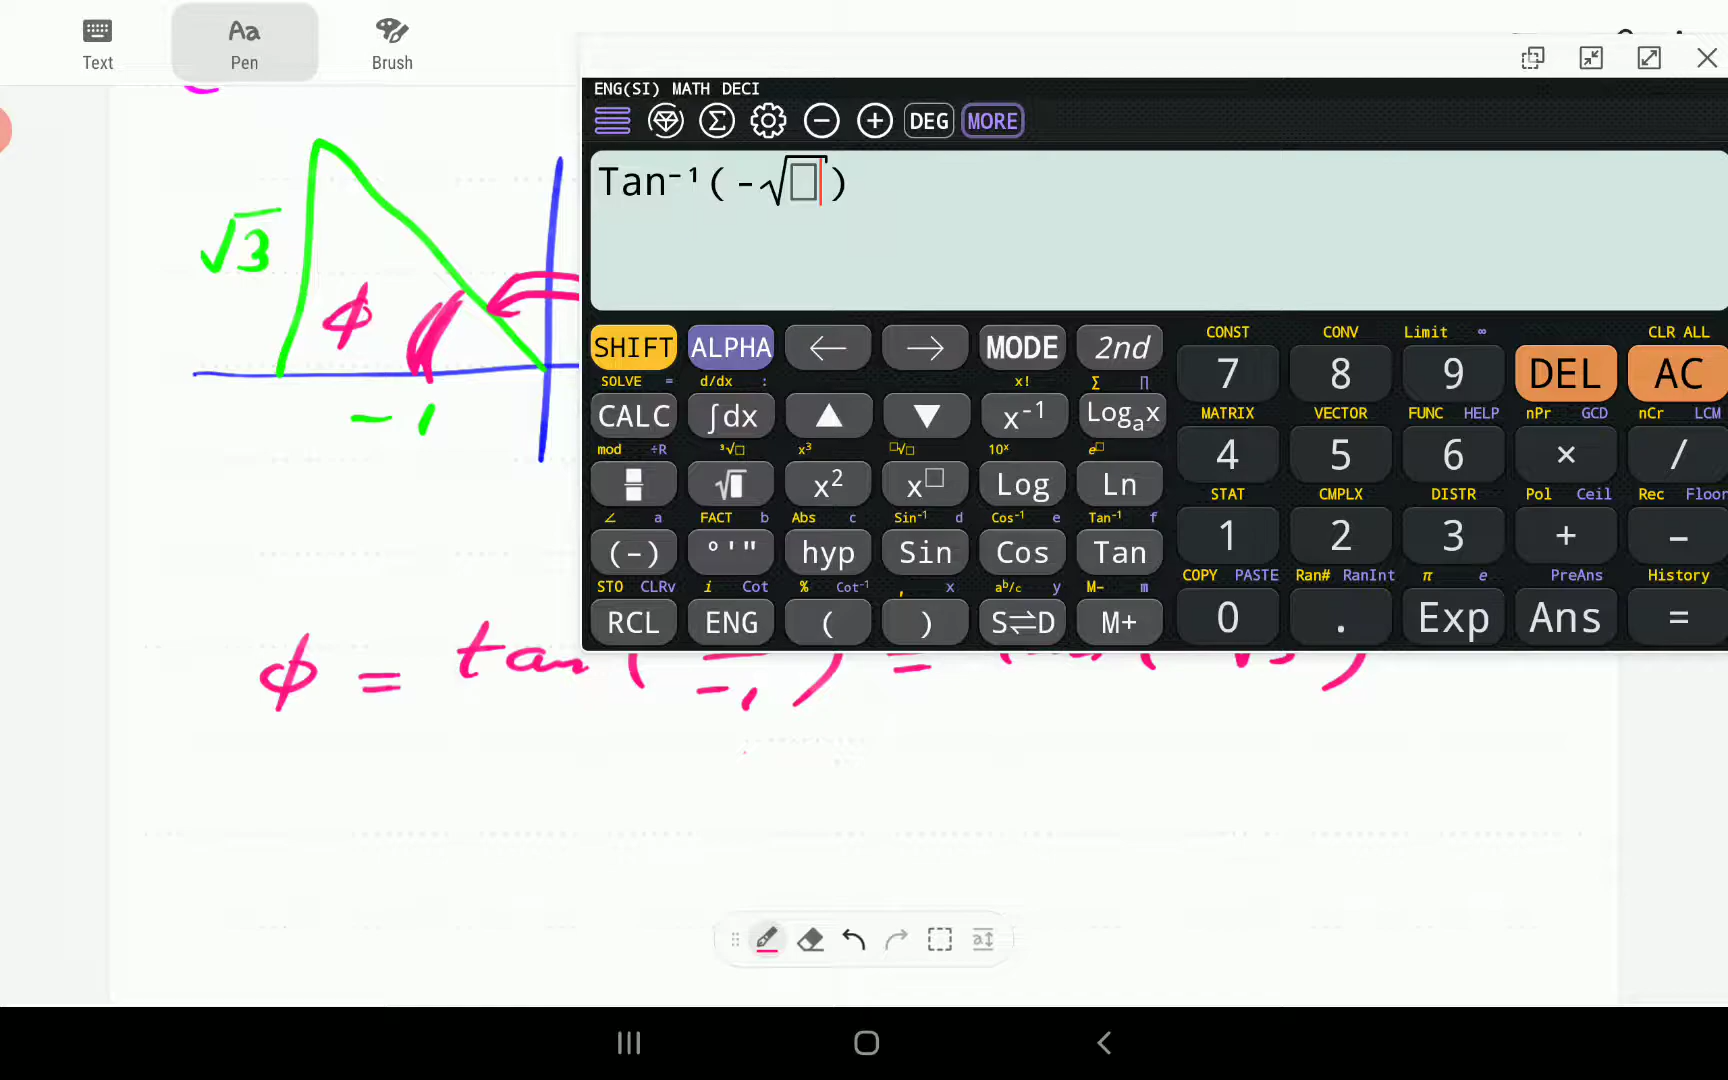 Text Pen Brush
ENG(SI) MATH DECI
DEG MORE
Tan⁻¹(-√□)
√3
ϕ
-1
CONST CONV Limit ∞ CLR ALL
SHIFT ALPHA ← → MODE 2nd 7 8 9 DEL AC
SOLVE = d/dx : x! Σ ∏ MATRIX VECTOR FUNC HELP nPr GCD nCr LCM
CALC ∫dx ▲ ▼ x⁻¹ Logₐx 4 5 6 × /
mod ÷R ³√□ x³ □√□ 10ˣ e□ STAT CMPLX DISTR Pol Ceil Rec Floor
√ x² x□ Log Ln 1 2 3 + −
∠ a FACT b Abs c Sin⁻¹ d Cos⁻¹ e Tan⁻¹ f COPY PASTE Ran# RanInt π e PreAns History
(−) °'" hyp Sin Cos Tan 0 . Exp Ans =
STO CLRv i Cot % Cot⁻¹ , x aᵇ/c y M- m
RCL ENG ( ) S⇌D M+
ϕ = tan ( — -1 ) =